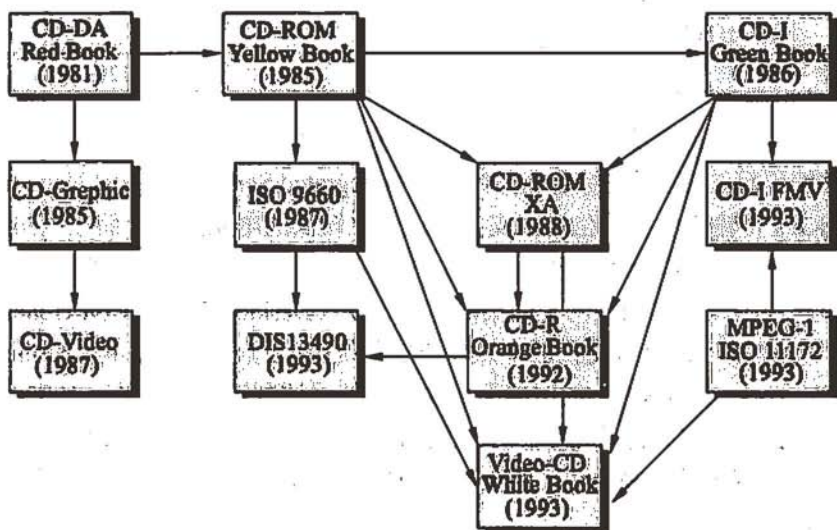 CD-DA
Red Book
(1981)
CD-ROM
Yellow Book
(1985)
CD-I
Green Book
(1986)
CD-Grephic
(1985)
ISO 9660
(1987)
CD-ROM
XA
(1988)
CD-I FMV
(1993)
CD-Video
(1987)
DIS13490
(1993)
CD-R
Orange Book
(1992)
MPEG-1
ISO 11172
(1993)
Video-CD
White Book
(1993)